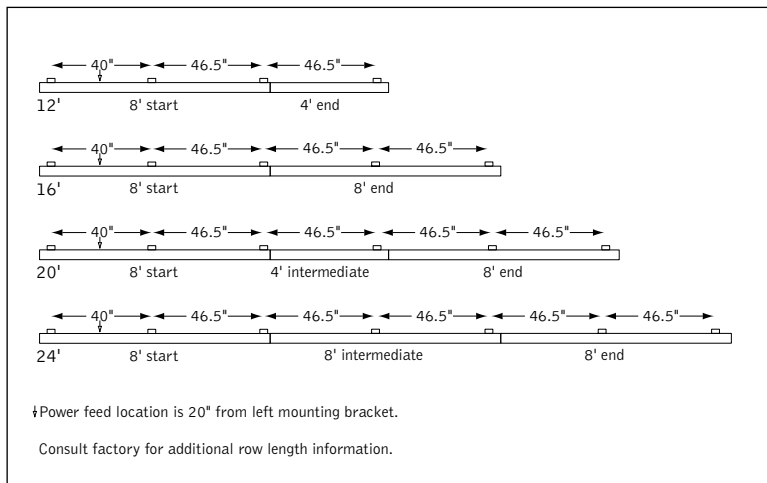 40" 46.5" 46.5"
12' 8' start 4' end
40" 46.5" 46.5" 46.5"
16' 8' start 8' end
40" 46.5" 46.5" 46.5" 46.5"
20' 8' start 4' intermediate 8' end
40" 46.5" 46.5" 46.5" 46.5" 46.5"
24' 8' start 8' intermediate 8' end
Power feed location is 20" from left mounting bracket.
Consult factory for additional row length information.